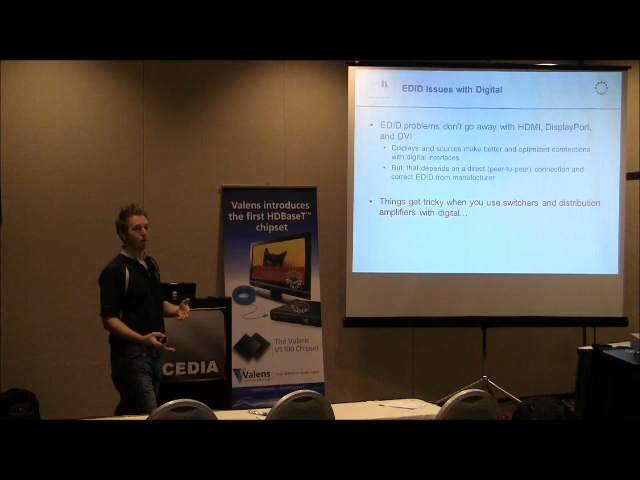 EDID Issues with Digital
• EDID problems don't go away with HDMI, DisplayPort,
and DVI
• Displays and sources make better and optimized connections
with digital interfaces
• But, that depends on a direct (peer-to-peer) connection and
correct EDID from manufacturer
• Things get tricky when you use switchers and distribution
amplifiers with digital...
Valens introduces
the first HDBaseT™
chipset
The Valens
VS100 Chipset
Valens
CEDIA